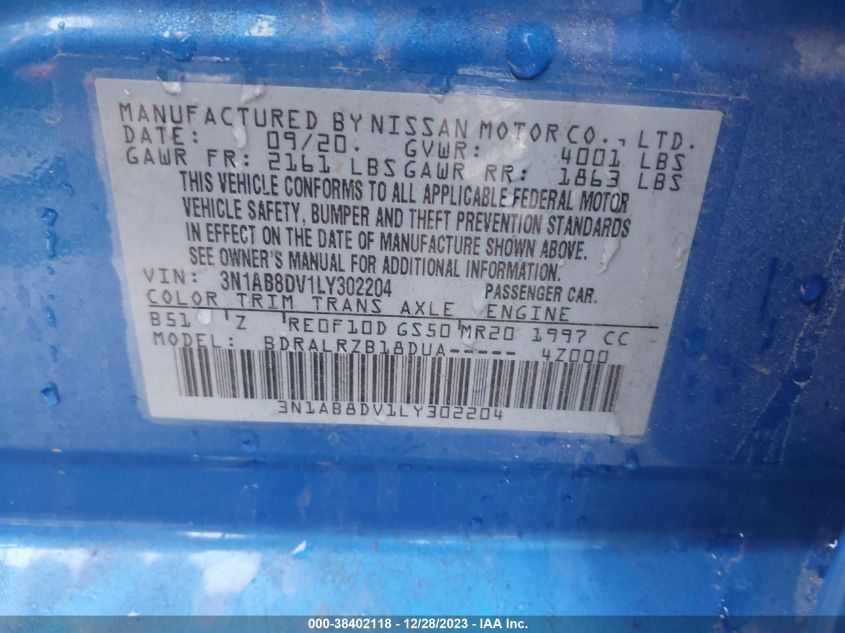 MANUFACTURED BY NISSAN MOTOR CO., LTD.
DATE: 09/20. GVWR: 4001 LBS
GAWR FR: 2161 LBS GAWR RR: 1863 LBS
THIS VEHICLE CONFORMS TO ALL APPLICABLE FEDERAL MOTOR
VEHICLE SAFETY, BUMPER AND THEFT PREVENTION STANDARDS
IN EFFECT ON THE DATE OF MANUFACTURE SHOWN ABOVE.
SEE OWNER'S MANUAL FOR ADDITIONAL INFORMATION.
VIN: 3N1AB8DV1LY302204 PASSENGER CAR.
COLOR TRIM TRANS AXLE ENGINE
B51 Z RE0F10D GS50 MR20 1997 CC
MODEL: BDRALRZB18DUA----- 4Z000
3N1AB8DV1LY302204
000-38402118 - 12/28/2023 - IAA Inc.